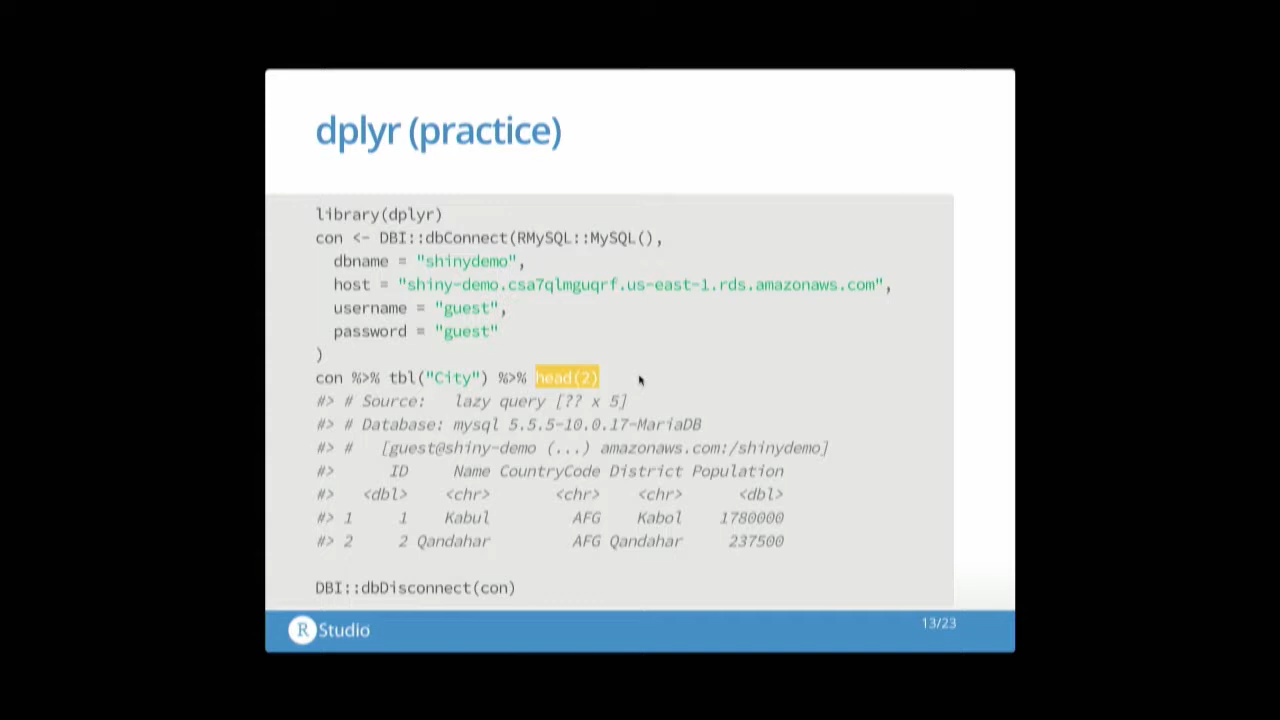 dplyr (practice)
library(dplyr)
con <- DBI::dbConnect(RMySQL::MySQL(),
  dbname = "shinydemo",
  host = "shiny-demo.csa7qlmguqrf.us-east-1.rds.amazonaws.com",
  username = "guest",
  password = "guest"
)
con %>% tbl("City") %>% head(2)
#> # Source:   lazy query [?? x 5]
#> # Database: mysql 5.5.5-10.0.17-MariaDB
#> #   [guest@shiny-demo (...) amazonaws.com:/shinydemo]
#>      ID     Name CountryCode District Population
#>   <dbl>    <chr>       <chr>    <chr>      <dbl>
#> 1     1    Kabul         AFG    Kabol    1780000
#> 2     2 Qandahar         AFG Qandahar     237500
DBI::dbDisconnect(con)
R Studio
13/23